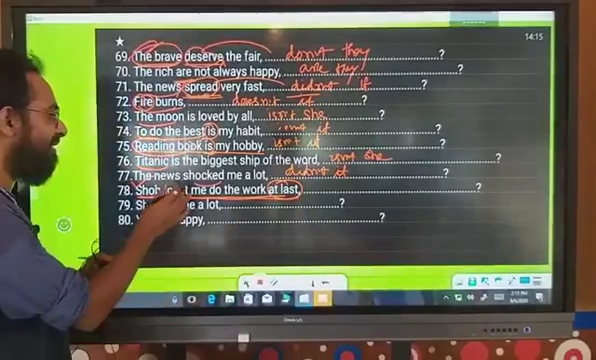 14:15
69. The brave deserve the fair, ... don't they ...?
70. The rich are not always happy, ... are they ...?
71. The news spread very fast, ... didn't it ...?
72. Fire burns, ... doesn't it ...?
73. The moon is loved by all, ... isn't she ...?
74. To do the best is my habit, ... isn't it ...?
75. Reading book is my hobby, ... isn't it ...?
76. Titanic is the biggest ship of the word, ... isn't she ...?
77. The news shocked me a lot, ... didn't it ...?
78. me do the work at last, ...?
79. me a lot, ...?
80. ...?